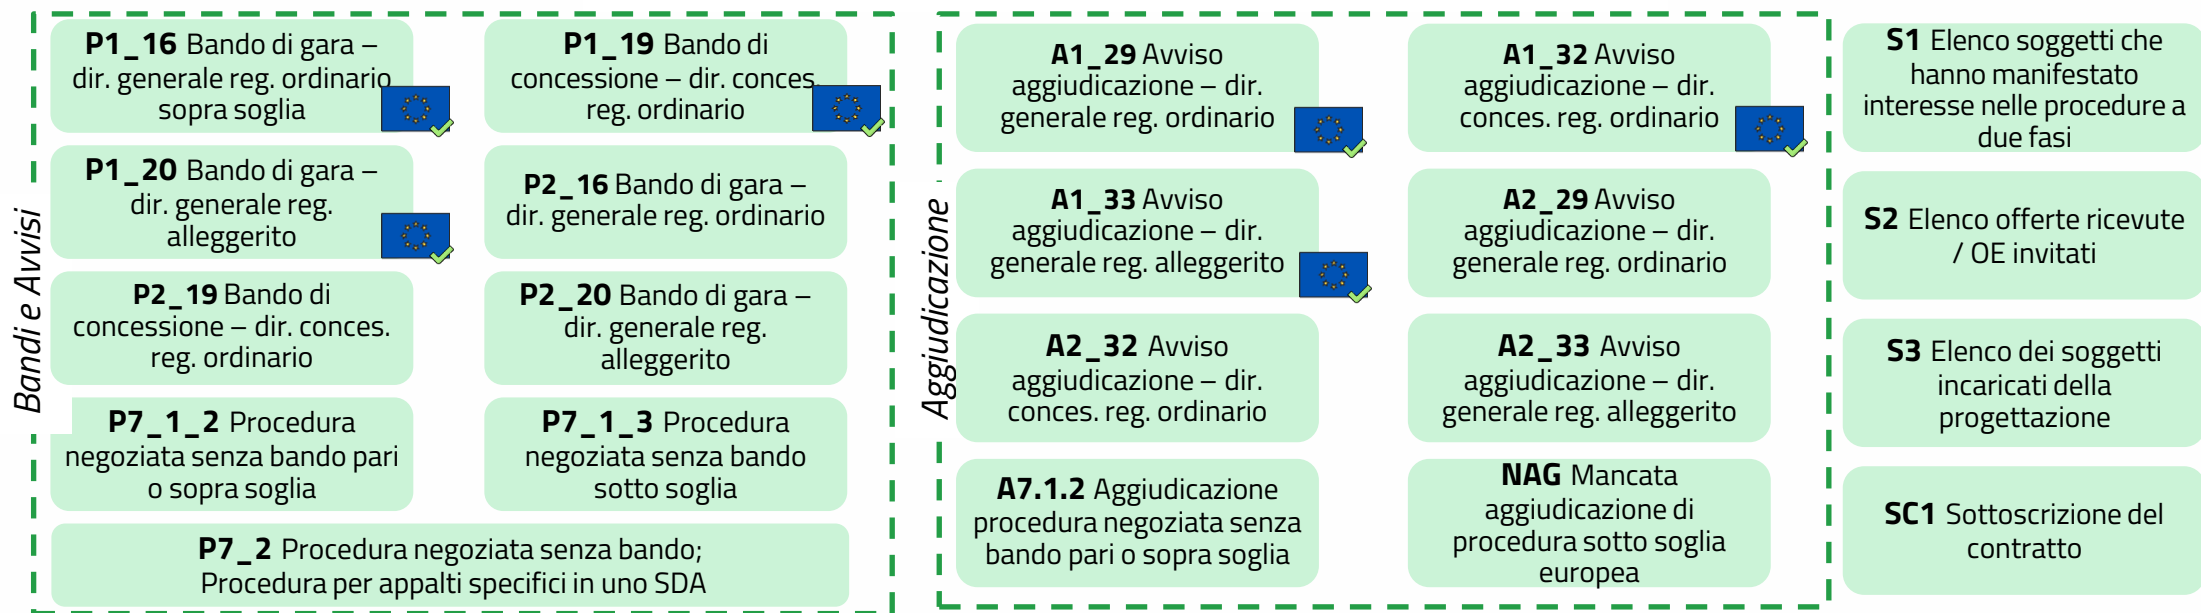 Bandi e Avvisi
P1_16 Bando di gara –
dir. generale reg. ordinario
sopra soglia
P1_19 Bando di
concessione – dir. conces.
reg. ordinario
P1_20 Bando di gara –
dir. generale reg.
alleggerito
P2_16 Bando di gara –
dir. generale reg. ordinario
P2_19 Bando di
concessione – dir. conces.
reg. ordinario
P2_20 Bando di gara –
dir. generale reg.
alleggerito
P7_1_2 Procedura
negoziata senza bando pari
o sopra soglia
P7_1_3 Procedura
negoziata senza bando
sotto soglia
P7_2 Procedura negoziata senza bando;
Procedura per appalti specifici in uno SDA
Aggiudicazione
A1_29 Avviso
aggiudicazione – dir.
generale reg. ordinario
A1_32 Avviso
aggiudicazione – dir.
conces. reg. ordinario
A1_33 Avviso
aggiudicazione – dir.
generale reg. alleggerito
A2_29 Avviso
aggiudicazione – dir.
generale reg. ordinario
A2_32 Avviso
aggiudicazione – dir.
conces. reg. ordinario
A2_33 Avviso
aggiudicazione – dir.
generale reg. alleggerito
A7.1.2 Aggiudicazione
procedura negoziata senza
bando pari o sopra soglia
NAG Mancata
aggiudicazione di
procedura sotto soglia
europea
S1 Elenco soggetti che
hanno manifestato
interesse nelle procedure a
due fasi
S2 Elenco offerte ricevute
/ OE invitati
S3 Elenco dei soggetti
incaricati della
progettazione
SC1 Sottoscrizione del
contratto